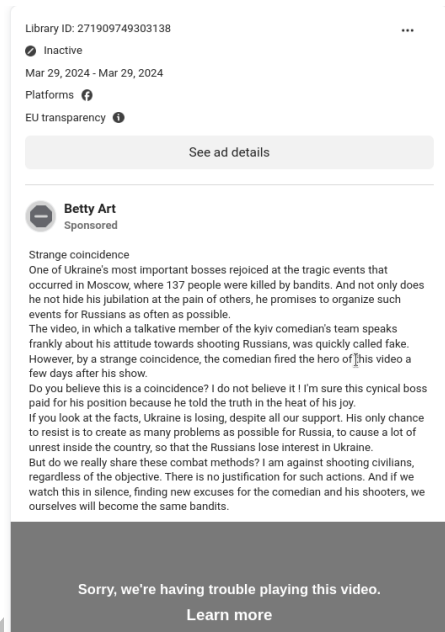 Library ID: 271909749303138
Inactive
Mar 29, 2024 - Mar 29, 2024
Platforms
EU transparency
See ad details
Betty Art
Sponsored
Strange coincidence
One of Ukraine's most important bosses rejoiced at the tragic events that
occurred in Moscow, where 137 people were killed by bandits. And not only does
he not hide his jubilation at the pain of others, he promises to organize such
events for Russians as often as possible.
The video, in which a talkative member of the kyiv comedian's team speaks
frankly about his attitude towards shooting Russians, was quickly called fake.
However, by a strange coincidence, the comedian fired the hero of this video a
few days after his show.
Do you believe this is a coincidence? I do not believe it ! I'm sure this cynical boss
paid for his position because he told the truth in the heat of his joy.
If you look at the facts, Ukraine is losing, despite all our support. His only chance
to resist is to create as many problems as possible for Russia, to cause a lot of
unrest inside the country, so that the Russians lose interest in Ukraine.
But do we really share these combat methods? I am against shooting civilians,
regardless of the objective. There is no justification for such actions. And if we
watch this in silence, finding new excuses for the comedian and his shooters, we
ourselves will become the same bandits.
Sorry, we're having trouble playing this video.
Learn more